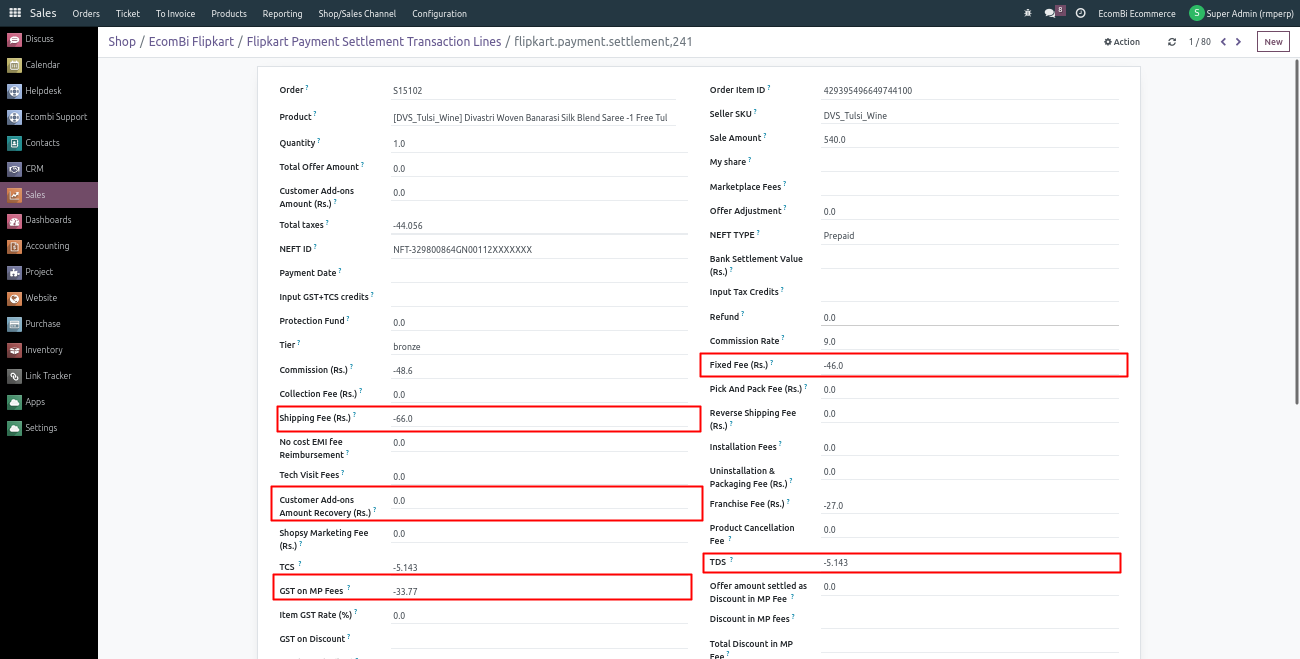 Sales Orders Ticket To Invoice Products Reporting Shop/Sales Channel Configuration 8 EcomBi Ecommerce S Super Admin (rmperp)
Shop / EcomBi Flipkart / Flipkart Payment Settlement Transaction Lines / flipkart.payment.settlement,241 Action 1 / 80 New
Discuss
Calendar
Helpdesk
Ecombi Support
Contacts
CRM
Sales
Dashboards
Accounting
Project
Website
Purchase
Inventory
Link Tracker
Apps
Settings
Order ? S15102
Product ? [DVS_Tulsi_Wine] Divastri Woven Banarasi Silk Blend Saree -1 Free Tul
Quantity ? 1.0
Total Offer Amount ? 0.0
Customer Add-ons
Amount (Rs.) ? 0.0
Total taxes ? -44.056
NEFT ID ? NFT-329800864GN00112XXXXXXX
Payment Date ?
Input GST+TCS credits ?
Protection Fund ? 0.0
Tier ? bronze
Commission (Rs.) ? -48.6
Collection Fee (Rs.) ? 0.0
Shipping Fee (Rs.) ? -66.0
No cost EMI fee
Reimbursement ? 0.0
Tech Visit Fees ? 0.0
Customer Add-ons
Amount Recovery (Rs.) ? 0.0
Shopsy Marketing Fee
(Rs.) ? 0.0
TCS ? -5.143
GST on MP Fees ? -33.77
Item GST Rate (%) ? 0.0
GST on Discount ?
Order Item ID ? 429395496649744100
Seller SKU ? DVS_Tulsi_Wine
Sale Amount ? 540.0
My share ?
Marketplace Fees ?
Offer Adjustment ? 0.0
NEFT TYPE ? Prepaid
Bank Settlement Value
(Rs.) ?
Input Tax Credits ?
Refund ? 0.0
Commission Rate ? 9.0
Fixed Fee (Rs.) ? -46.0
Pick And Pack Fee (Rs.) ? 0.0
Reverse Shipping Fee
(Rs.) ? 0.0
Installation Fees ? 0.0
Uninstallation &
Packaging Fee (Rs.) ? 0.0
Franchise Fee (Rs.) ? -27.0
Product Cancellation
Fee ? 0.0
TDS ? -5.143
Offer amount settled as
Discount in MP Fee ? 0.0
Discount in MP fees ?
Total Discount in MP
Fee ?